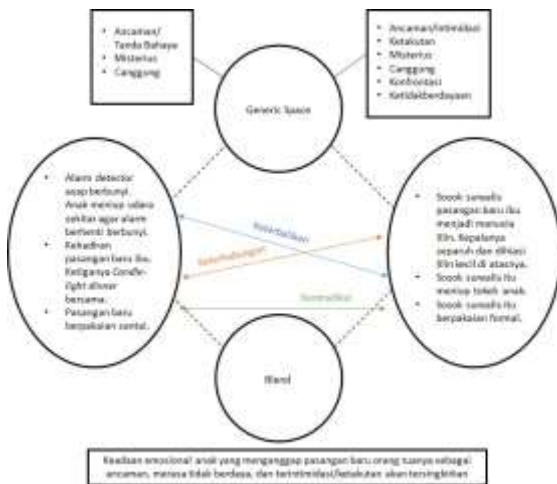 Ancaman/
Tanda Bahaya
Misterius
Canggung
Ancaman/Intimidasi
Ketakutan
Misterius
Canggung
Konfrontasi
Ketidakberdayaan
Generic Space
Alarm detector
asap berbunyi.
Anak meniup udara
sekitar agar alarm
berhenti berbunyi.
Kehadiran
pasangan baru ibu.
Ketiganya Candle-
light dinner
bersama.
Pasangan baru
berpakaian santai.
Keterbalikan
Keterhubungan
Kontradiksi
Sosok surealis
pasangan baru ibu
menjadi manusia
lilin. Kepalanya
separuh dan dihiasi
lilin kecil di atasnya.
Sosok surealis itu
meniup tokoh anak.
Sosok surealis itu
berpakaian formal.
Blend
Keadaan emosional anak yang menganggap pasangan baru orang tuanya sebagai
ancaman, merasa tidak berdaya, dan terintimidasi/ketakutan akan tersingkirkan